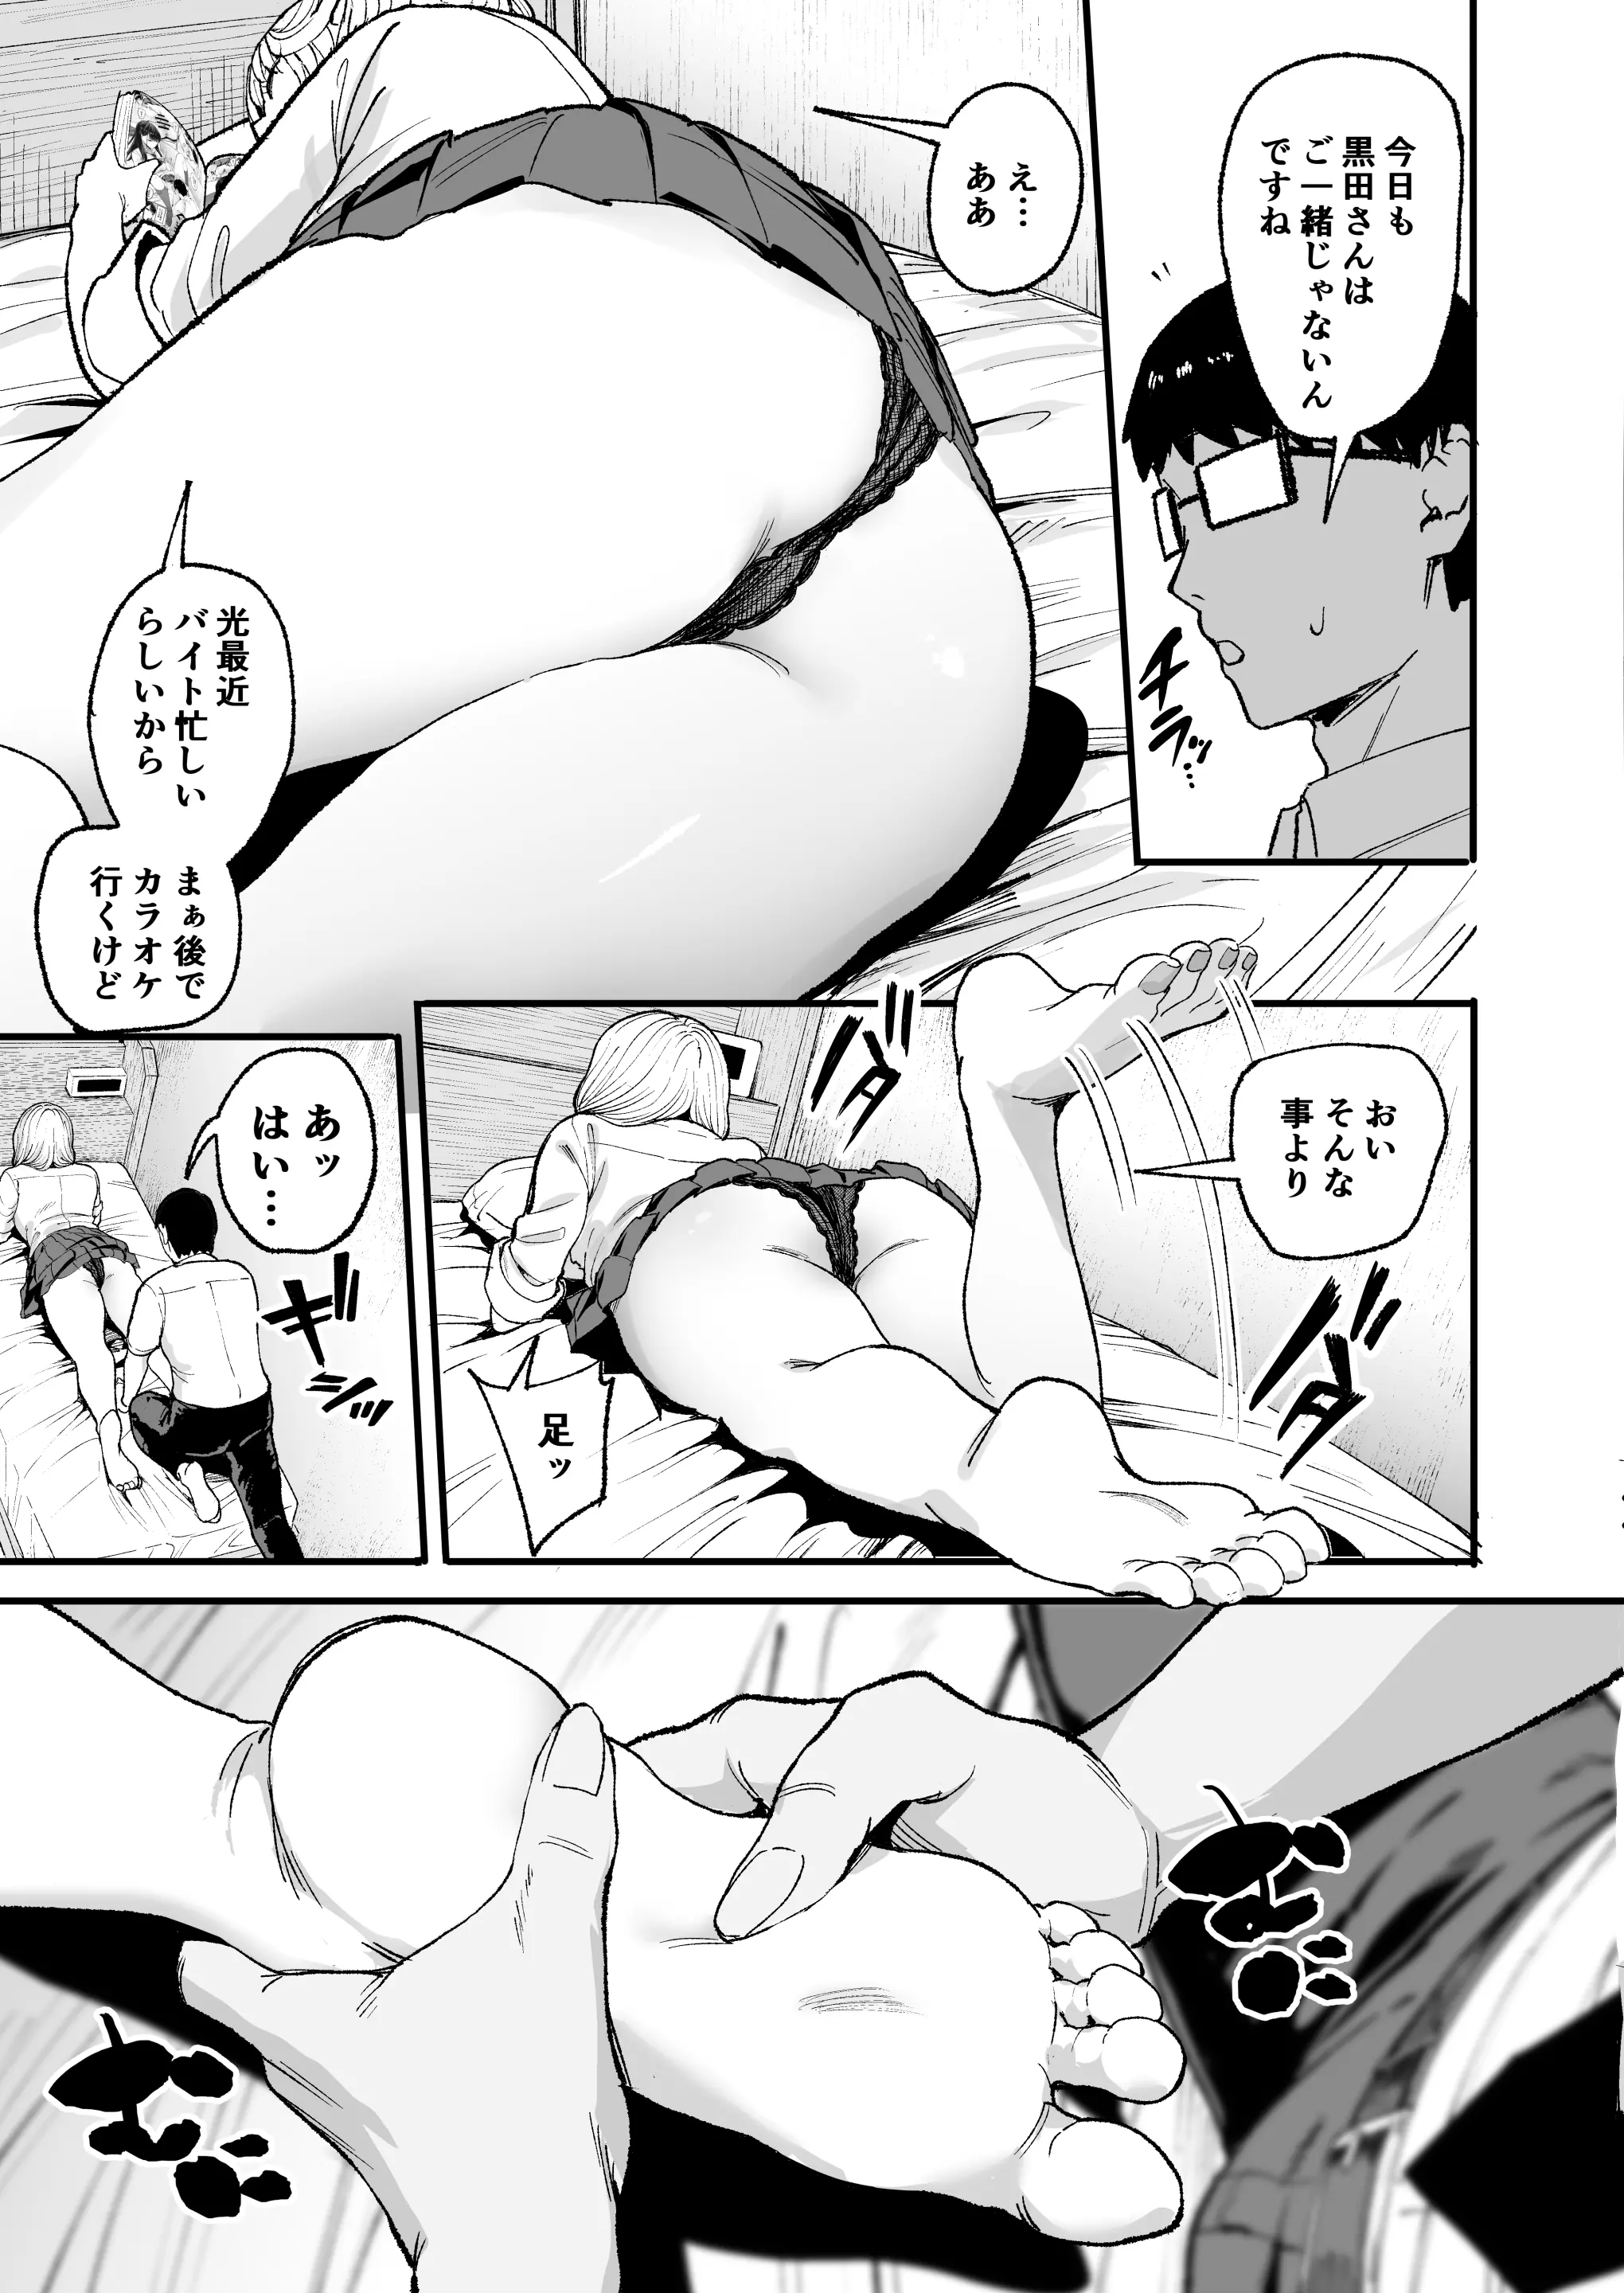 今日も
黒田さんは
ご一緒じゃないん
ですね
チラッ…
え…
ああ
光最近
バイト忙しい
らしいから
まぁ後で
カラオケ
行くけど
おい
そんな
事より
バタ
バタ
足ッ
あッ
はい…
ギシッ